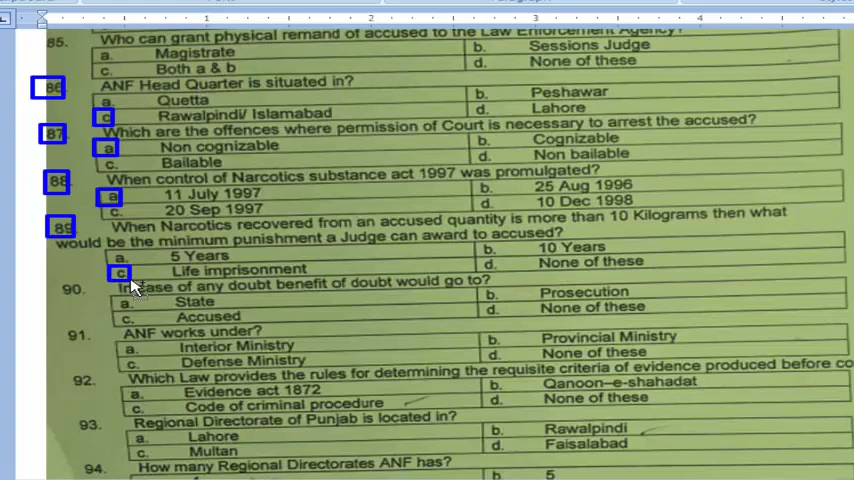 1 2 3 4
85. Who can grant physical remand of accused to the Law Enforcement Agency?
a. Magistrate b. Sessions Judge
c. Both a & b d. None of these
86. ANF Head Quarter is situated in?
a. Quetta b. Peshawar
c Rawalpindi/ Islamabad d. Lahore
87. Which are the offences where permission of Court is necessary to arrest the accused?
a Non cognizable b. Cognizable
c. Bailable d. Non bailable
88. When control of Narcotics substance act 1997 was promulgated?
a 11 July 1997 b. 25 Aug 1996
c. 20 Sep 1997 d. 10 Dec 1998
89. When Narcotics recovered from an accused quantity is more than 10 Kilograms then what
would be the minimum punishment a Judge can award to accused?
a. 5 Years b. 10 Years
c. Life imprisonment d. None of these
90. In case of any doubt benefit of doubt would go to?
a. State b. Prosecution
c. Accused d. None of these
91. ANF works under?
a. Interior Ministry b. Provincial Ministry
c. Defense Ministry d. None of these
92. Which Law provides the rules for determining the requisite criteria of evidence produced before co
a. Evidence act 1872 b. Qanoon–e-shahadat
c. Code of criminal procedure d. None of these
93. Regional Directorate of Punjab is located in?
a. Lahore b. Rawalpindi
c. Multan d. Faisalabad
94. How many Regional Directorates ANF has?
b 5